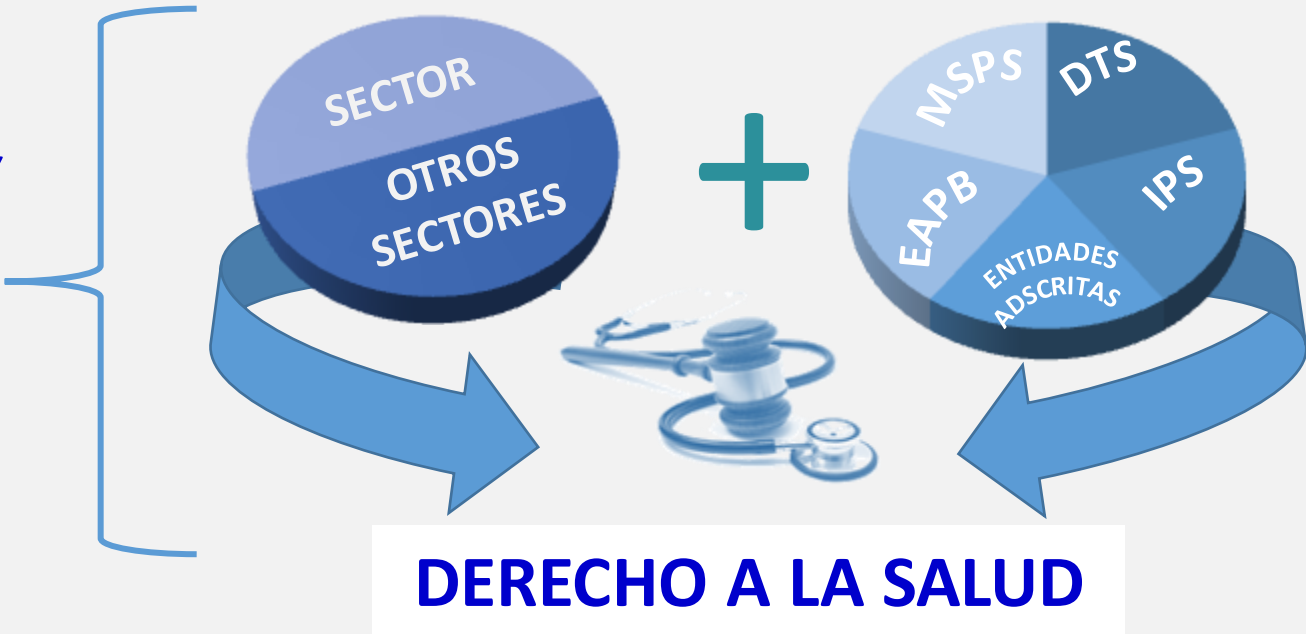 SECTOR
OTROS
SECTORES
MSPS
DTS
EAPB
IPS
ENTIDADES
ADSCRITAS
DERECHO A LA SALUD